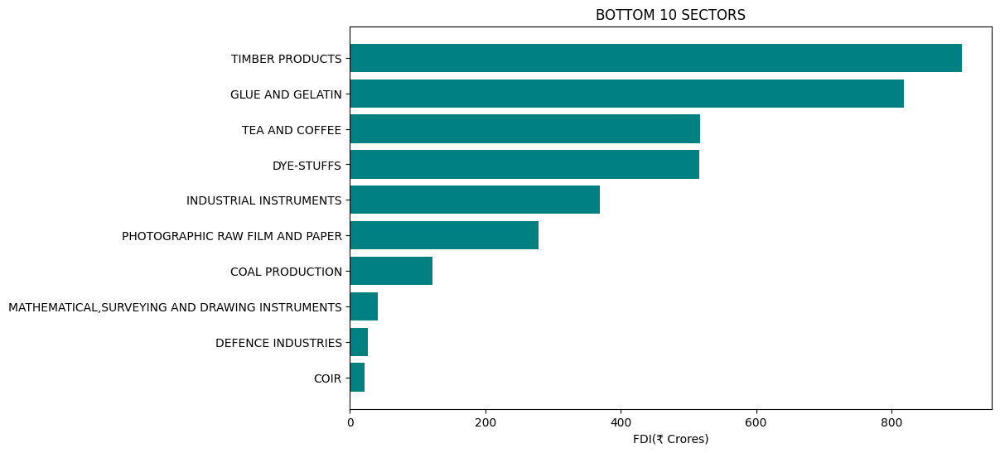 BOTTOM 10 SECTORS
TIMBER PRODUCTS
GLUE AND GELATIN
TEA AND COFFEE
DYE-STUFFS
INDUSTRIAL INSTRUMENTS
PHOTOGRAPHIC RAW FILM AND PAPER
COAL PRODUCTION
MATHEMATICAL,SURVEYING AND DRAWING INSTRUMENTS
DEFENCE INDUSTRIES
COIR
0 200 400 600 800
FDI(₹ Crores)